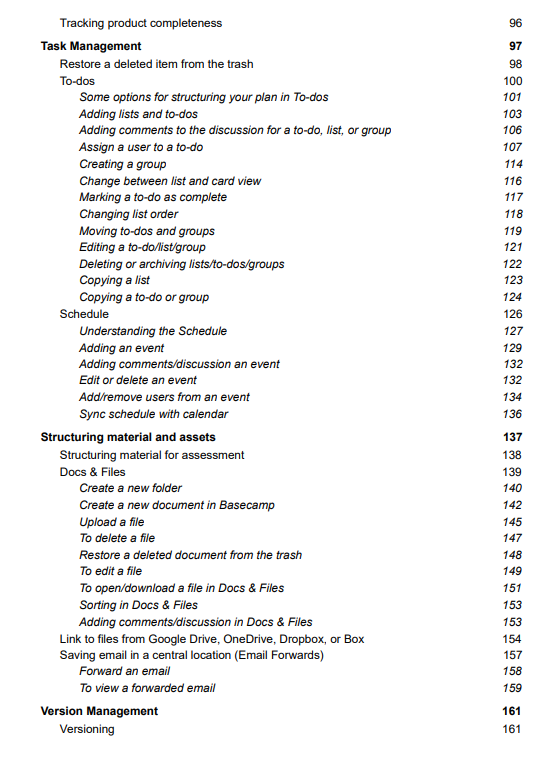 Tracking product completeness 96
Task Management 97
Restore a deleted item from the trash 98
To-dos 100
Some options for structuring your plan in To-dos 101
Adding lists and to-dos 103
Adding comments to the discussion for a to-do, list, or group 106
Assign a user to a to-do 107
Creating a group 114
Change between list and card view 116
Marking a to-do as complete 117
Changing list order 118
Moving to-dos and groups 119
Editing a to-do/list/group 121
Deleting or archiving lists/to-dos/groups 122
Copying a list 123
Copying a to-do or group 124
Schedule 126
Understanding the Schedule 127
Adding an event 129
Adding comments/discussion an event 132
Edit or delete an event 132
Add/remove users from an event 134
Sync schedule with calendar 136
Structuring material and assets 137
Structuring material for assessment 138
Docs & Files 139
Create a new folder 140
Create a new document in Basecamp 142
Upload a file 145
To delete a file 147
Restore a deleted document from the trash 148
To edit a file 149
To open/download a file in Docs & Files 151
Sorting in Docs & Files 153
Adding comments/discussion in Docs & Files 153
Link to files from Google Drive, OneDrive, Dropbox, or Box 154
Saving email in a central location (Email Forwards) 157
Forward an email 158
To view a forwarded email 159
Version Management 161
Versioning 161